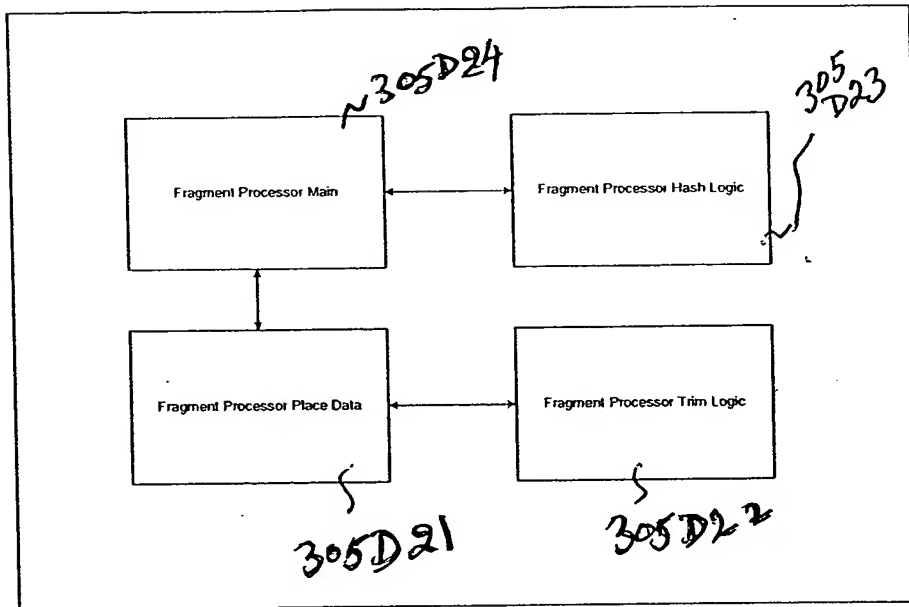 305D24
305
D23
Fragment Processor Main
Fragment Processor Hash Logic
Fragment Processor Place Data
Fragment Processor Trim Logic
305D21
305D22